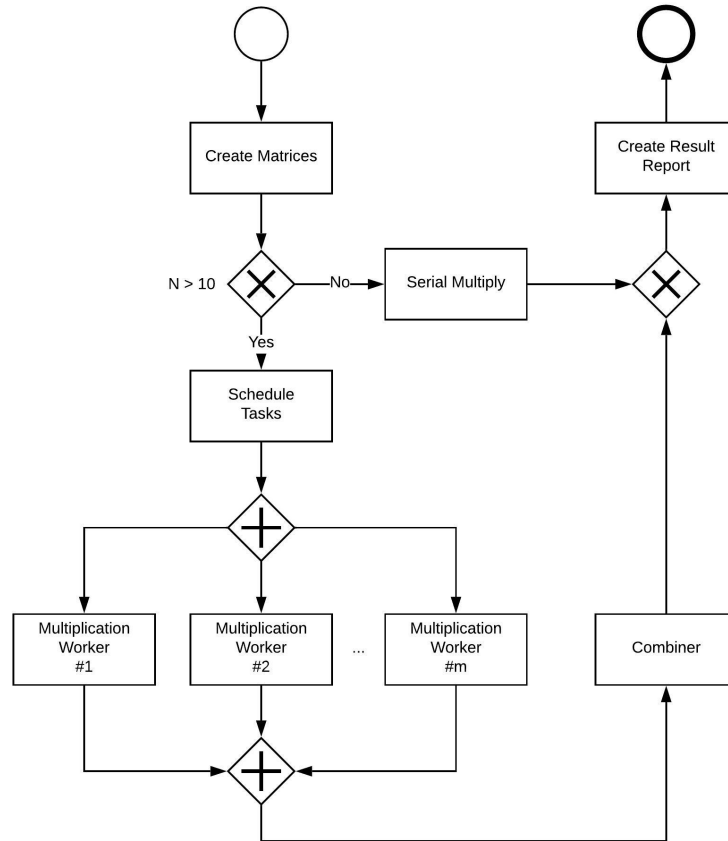 Create Matrices
Create Result
Report
N > 10
No
Serial Multiply
Yes
Schedule
Tasks
Multiplication
Worker
#1
Multiplication
Worker
#2
...
Multiplication
Worker
#m
Combiner